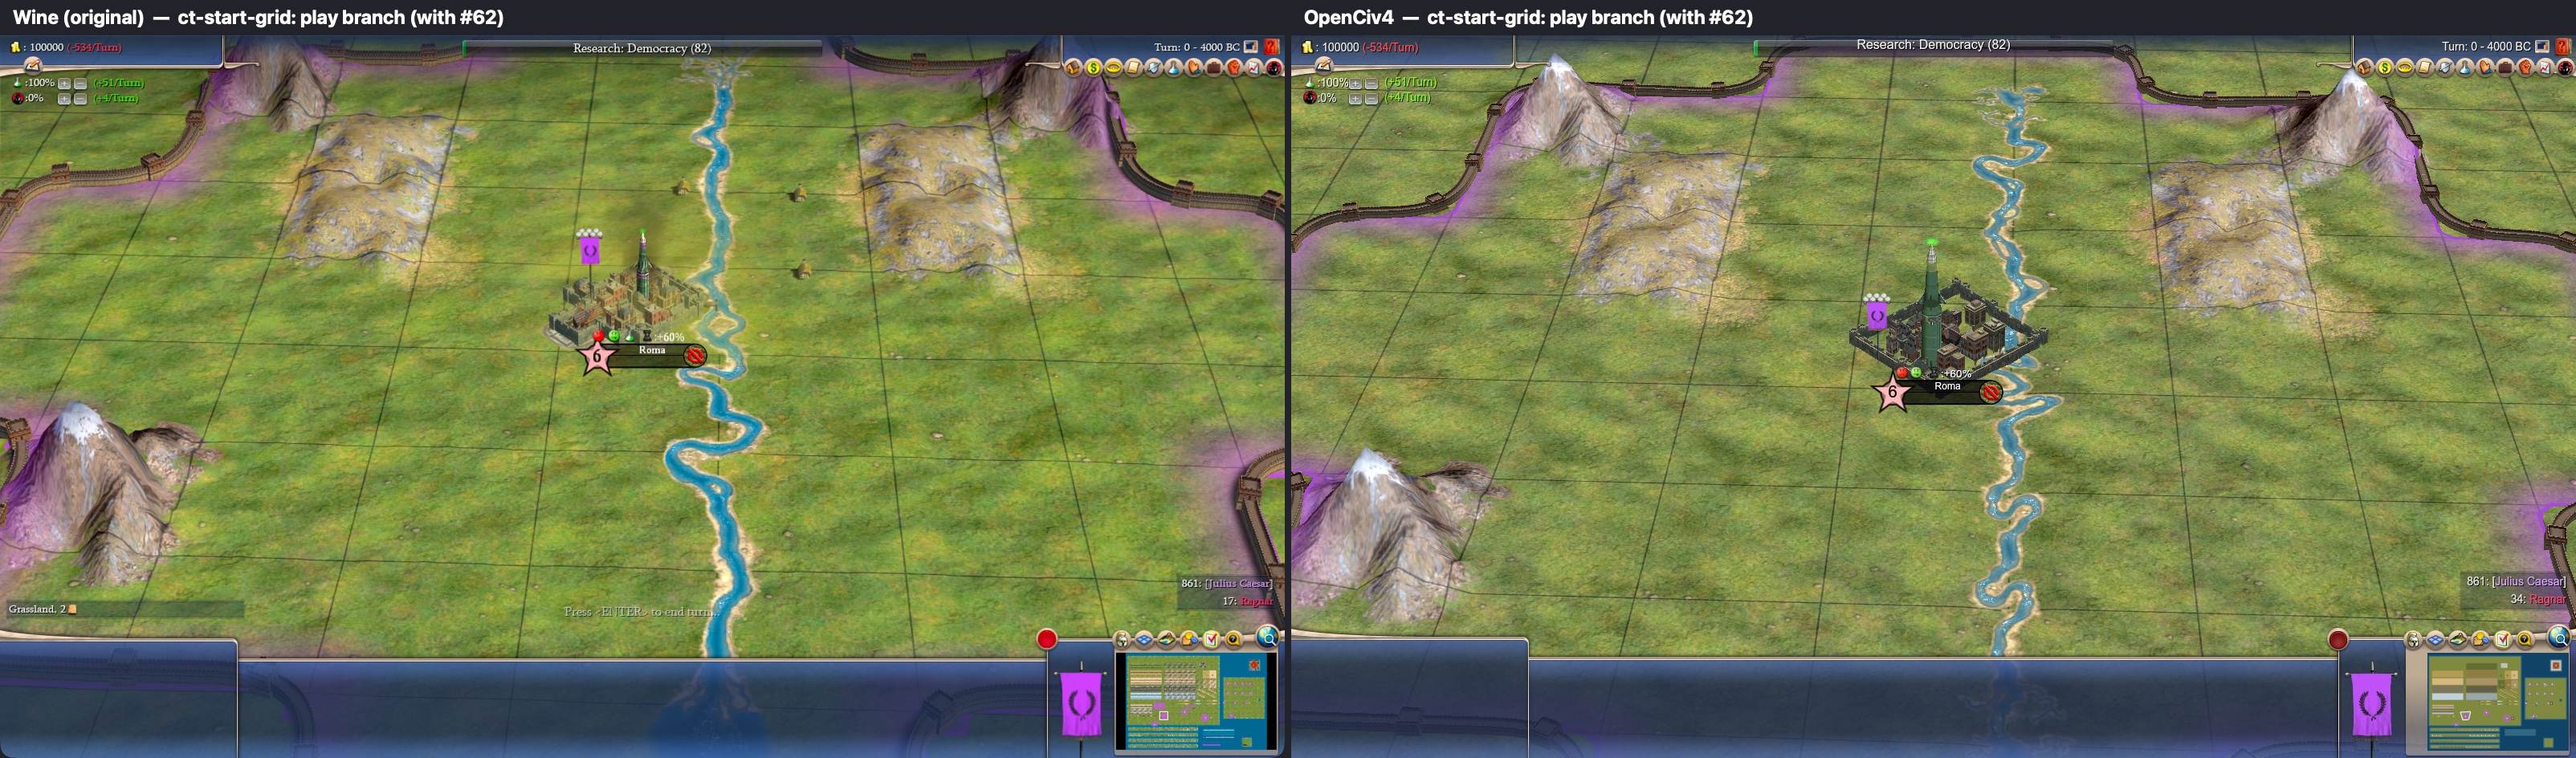 Wine (original) — ct-start-grid: play branch (with #62)
: 100000 (-534/Turn)
Research: Democracy (82)
Turn: 0 - 4000 BC
:100% (+51/Turn)
:0% (+4/Turn)
:+60%
6 Roma
861: [Julius Caesar]
17: Ragnar
Grassland, 2
Press <ENTER> to end turn...
OpenCiv4 — ct-start-grid: play branch (with #62)
: 100000 (-534/Turn)
Research: Democracy (82)
Turn: 0 - 4000 BC
:100% (+51/Turn)
:0% (+4/Turn)
:+60%
6 Roma
861: [Julius Caesar]
34: Ragnar